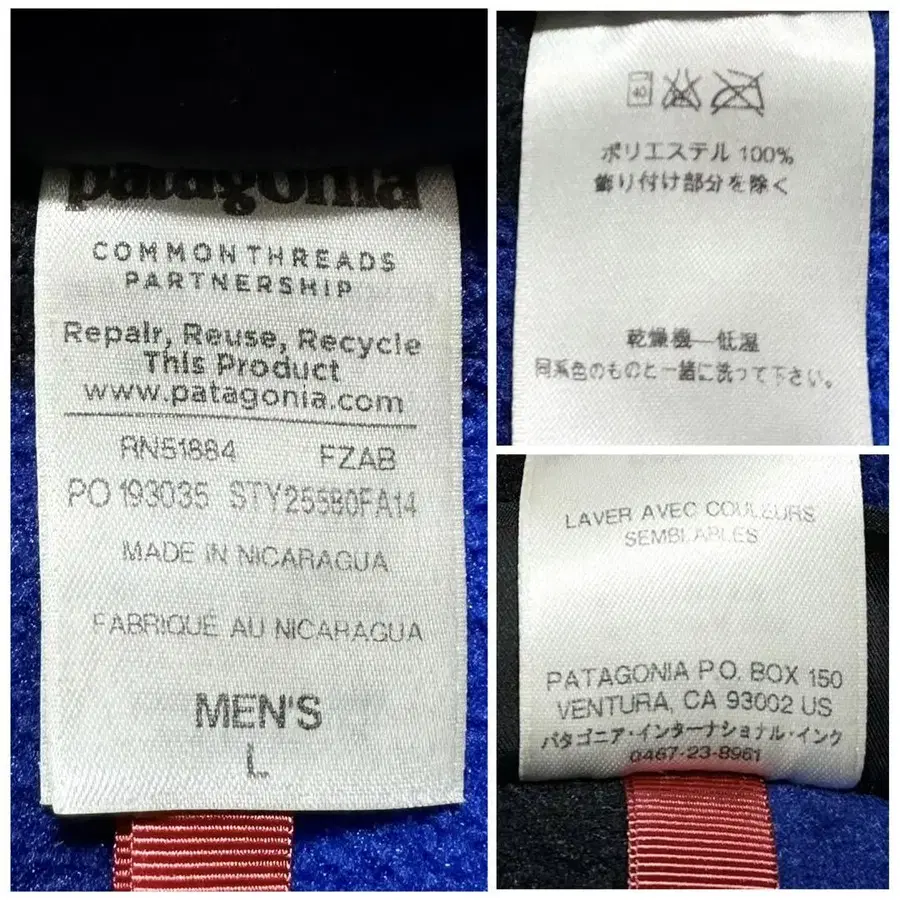 patagonia
COMMON THREADS
PARTNERSHIP
Repair, Reuse, Recycle
This Product
www.patagonia.com
RN51884 FZAB
PO 193035 STY25580FA14
MADE IN NICARAGUA
FABRIQUÉ AU NICARAGUA
MEN'S
L
40
ポリエステル 100%
飾り付け部分を除く
乾燥機—低温
同系色のものと一緒に洗って下さい。
LAVER AVEC COULEURS
SEMBLABLES
PATAGONIA P.O. BOX 150
VENTURA, CA 93002 US
パタゴニア・インターナショナル・インク
0467-23-8961